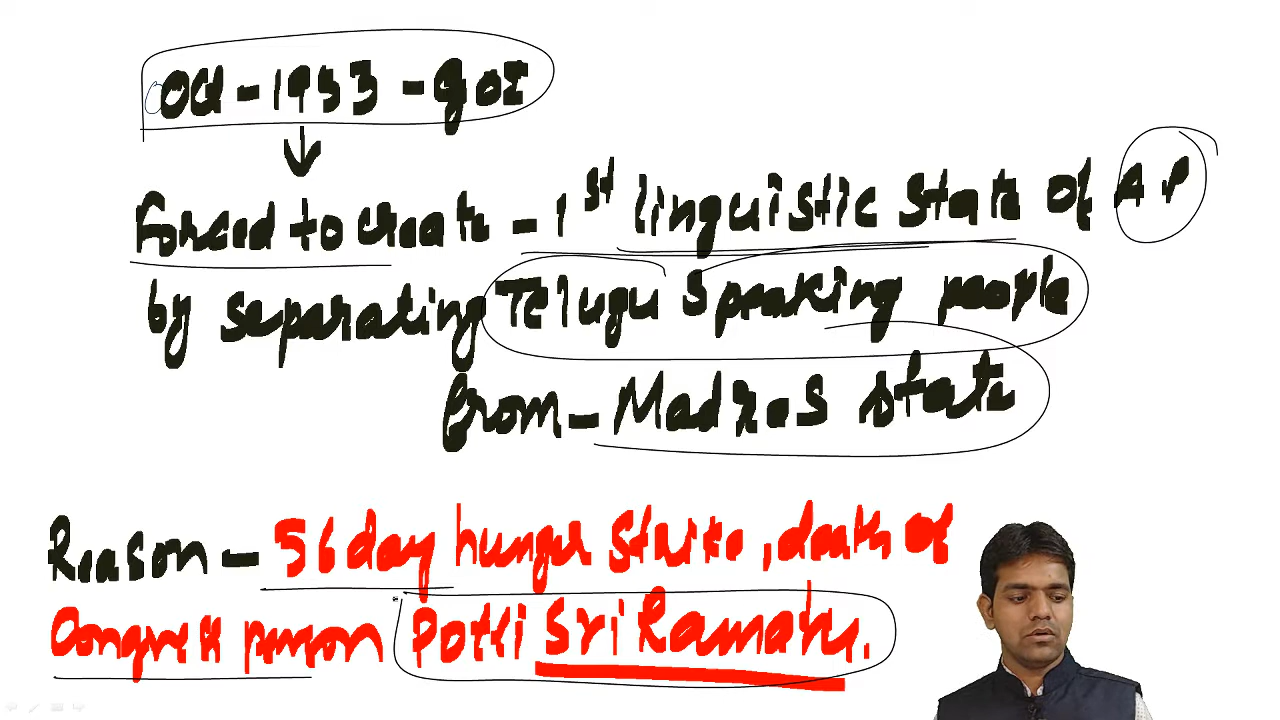 Oct - 1953 - GOI
Forced to create - 1st linguistic state of AP
by separating Telugu speaking people
from - Madras state
Reason - 56 day hunger strike, death of
Congress person Potti Sri Ramalu.